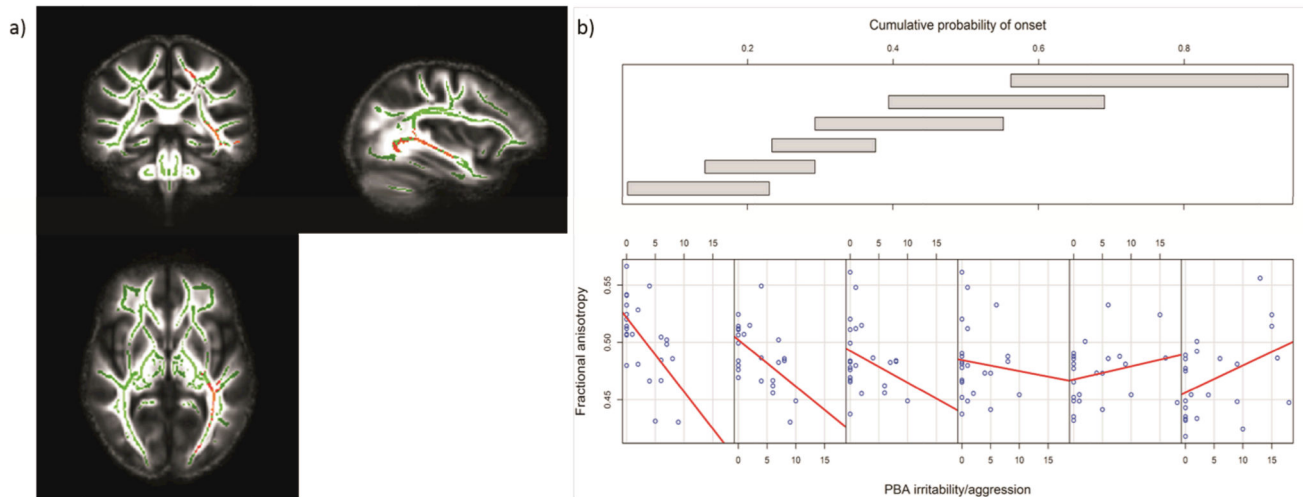 a)
b)
Cumulative probability of onset
0.2 0.4 0.6 0.8
0 5 10 15 0 5 10 15 0 5 10 15
Fractional anisotropy
0.55
0.50
0.45
0 5 10 15 0 5 10 15 0 5 10 15
PBA irritability/aggression